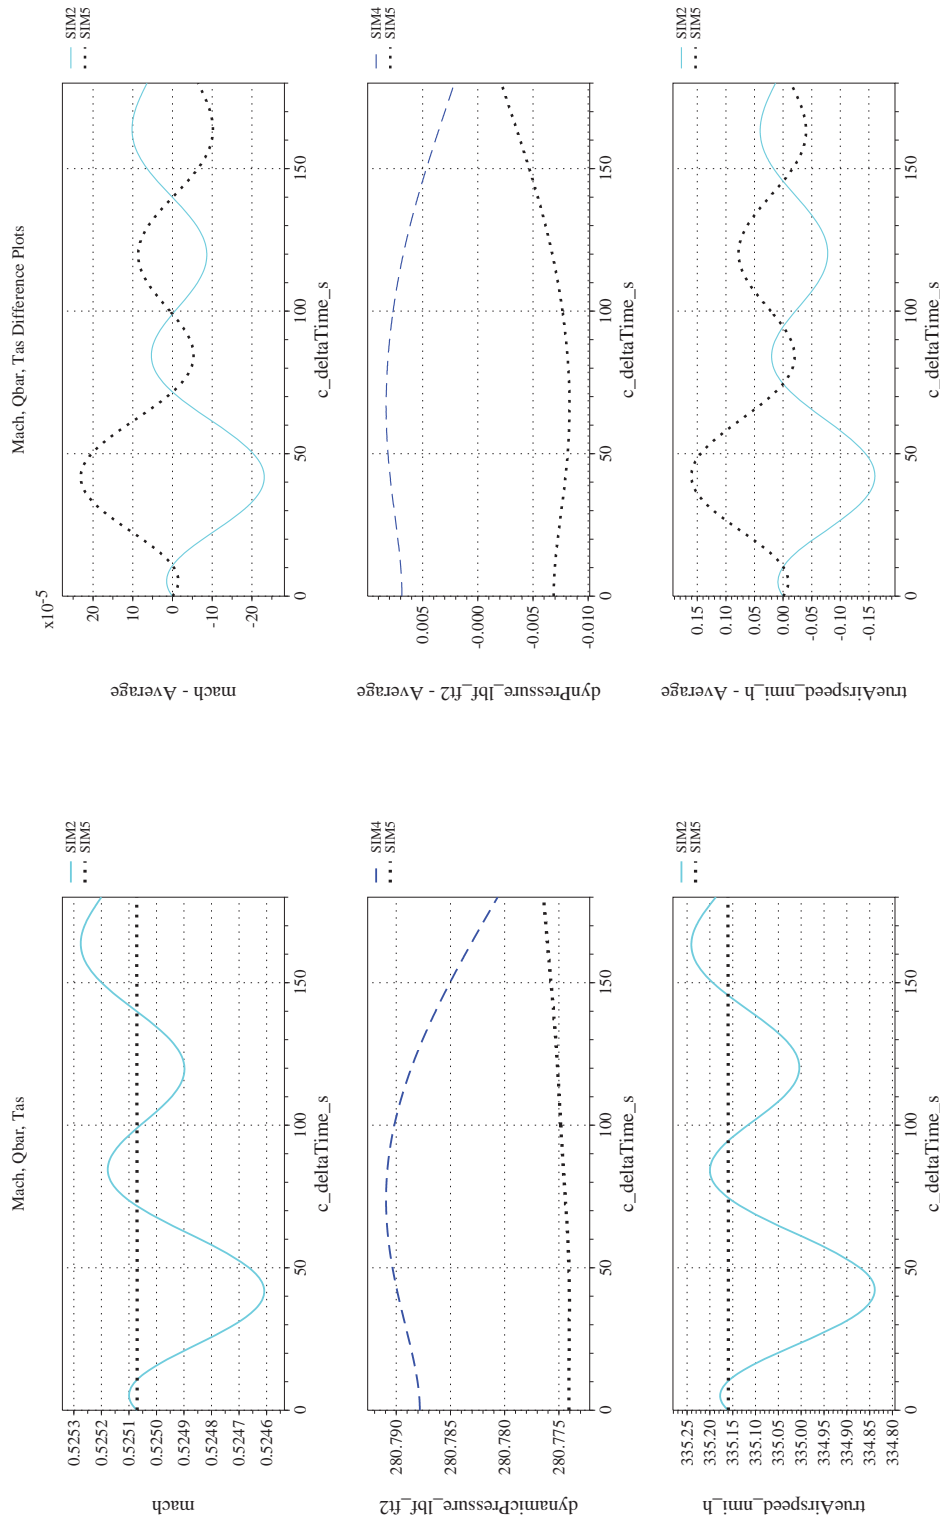 Mach, Qbar, Tas Difference Plots
x10-5
SIM2
SIM5
20
10
0
-10
-20
mach - Average
0
50
100
150
c_deltaTime_s
SIM4
SIM5
0.005
-0.000
-0.005
-0.010
dynPressure_lbf_ft2 - Average
0
50
100
150
c_deltaTime_s
SIM2
SIM5
0.15
0.10
0.05
0.00
-0.05
-0.10
-0.15
trueAirspeed_nmi_h - Average
0
50
100
150
c_deltaTime_s
Mach, Qbar, Tas
SIM2
SIM5
0.5253
0.5252
0.5251
0.5250
0.5249
0.5248
0.5247
0.5246
mach
0
50
100
150
c_deltaTime_s
SIM4
SIM5
280.790
280.785
280.780
280.775
dynamicPressure_lbf_ft2
0
50
100
150
c_deltaTime_s
SIM2
SIM5
335.25
335.20
335.15
335.10
335.05
335.00
334.95
334.90
334.85
334.80
trueAirspeed_nmi_h
0
50
100
150
c_deltaTime_s